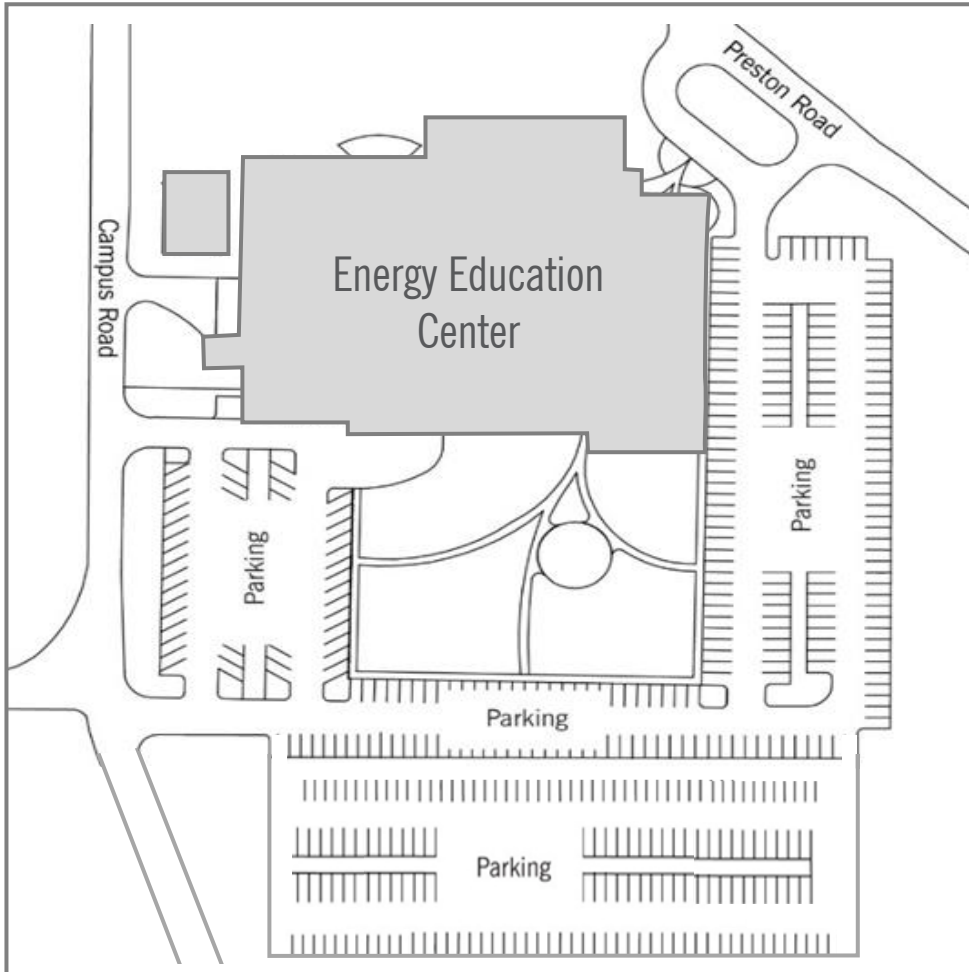 Preston Road
Campus Road
Energy Education
Center
Parking
Parking
Parking
Parking